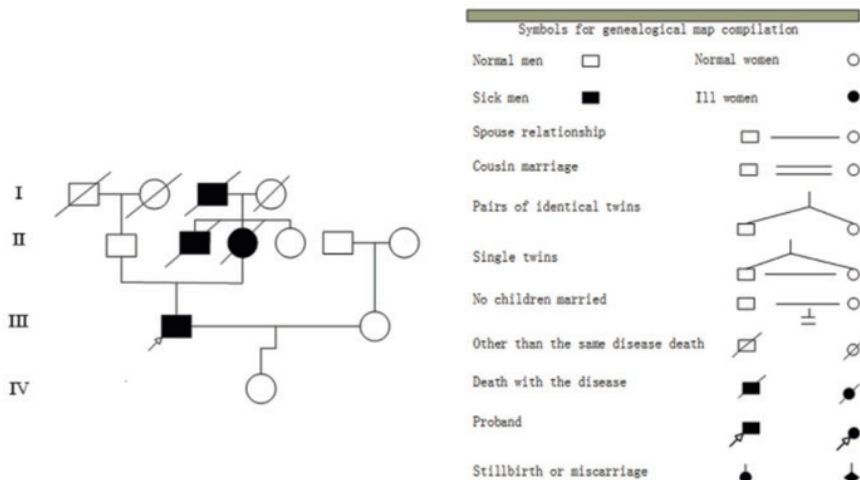 Symbols for genealogical map compilation
Normal men Normal women
Sick men Ill women
Spouse relationship
Cousin marriage
Pairs of identical twins
Single twins
No children married
Other than the same disease death
Death with the disease
Proband
Stillbirth or miscarriage
I
II
III
IV